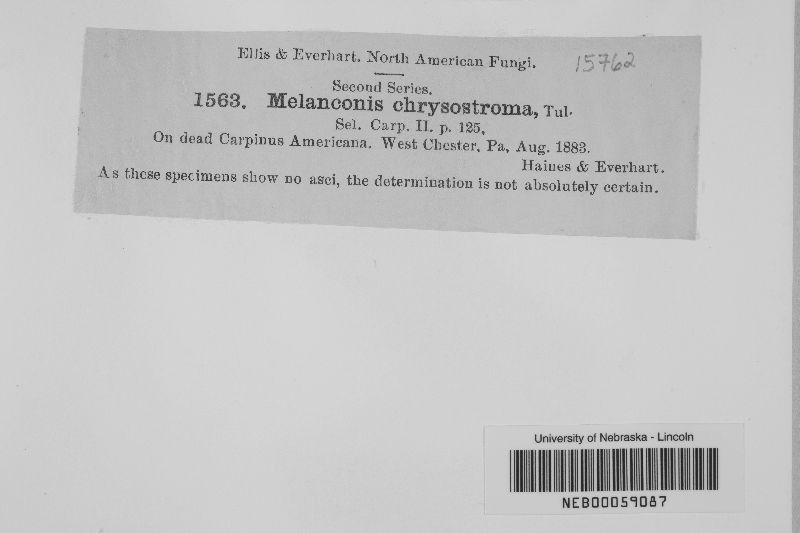 Ellis & Everhart. North American Fungi. 15762
Second Series.
1563. Melanconis chrysostroma, Tul.
Sel. Carp. II. p. 125,
On dead Carpinus Americana. West Chester, Pa, Aug. 1883.
Haines & Everhart.
As these specimens show no asci, the determination is not absolutely certain.
University of Nebraska - Lincoln
NEB00059087